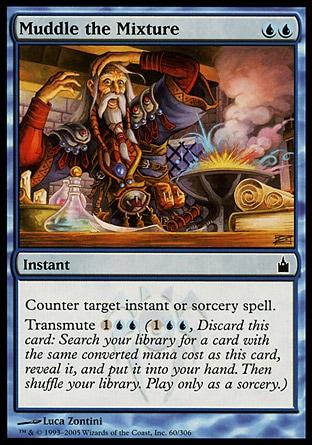 Muddle the Mixture
Instant
Counter target instant or sorcery spell.
Transmute 1UU (1UU, Discard this
card: Search your library for a card with
the same converted mana cost as this card,
reveal it, and put it into your hand. Then
shuffle your library. Play only as a sorcery.)
Luca Zontini
™ & © 1993–2005 Wizards of the Coast, Inc. 60/306